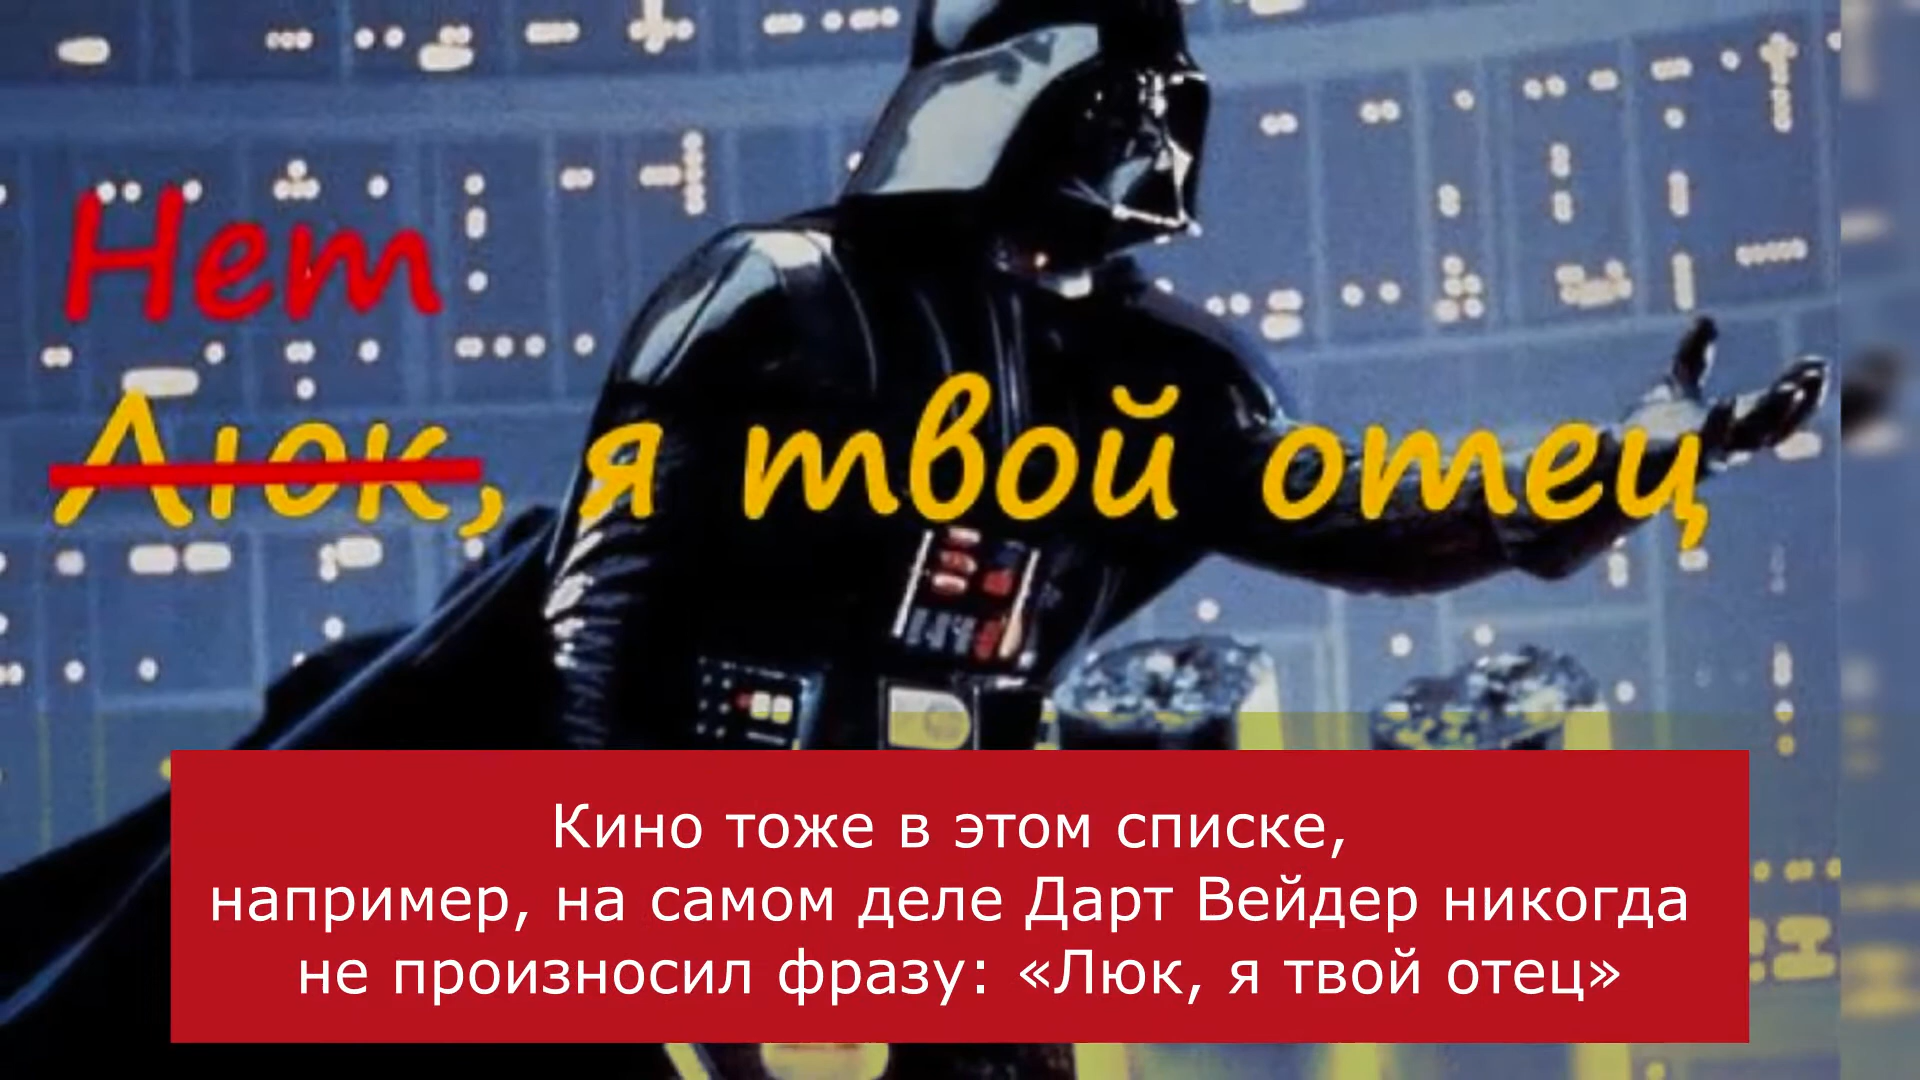 Нет
Люк, я твой отец
Кино тоже в этом списке,
например, на самом деле Дарт Вейдер никогда
не произносил фразу: «Люк, я твой отец»